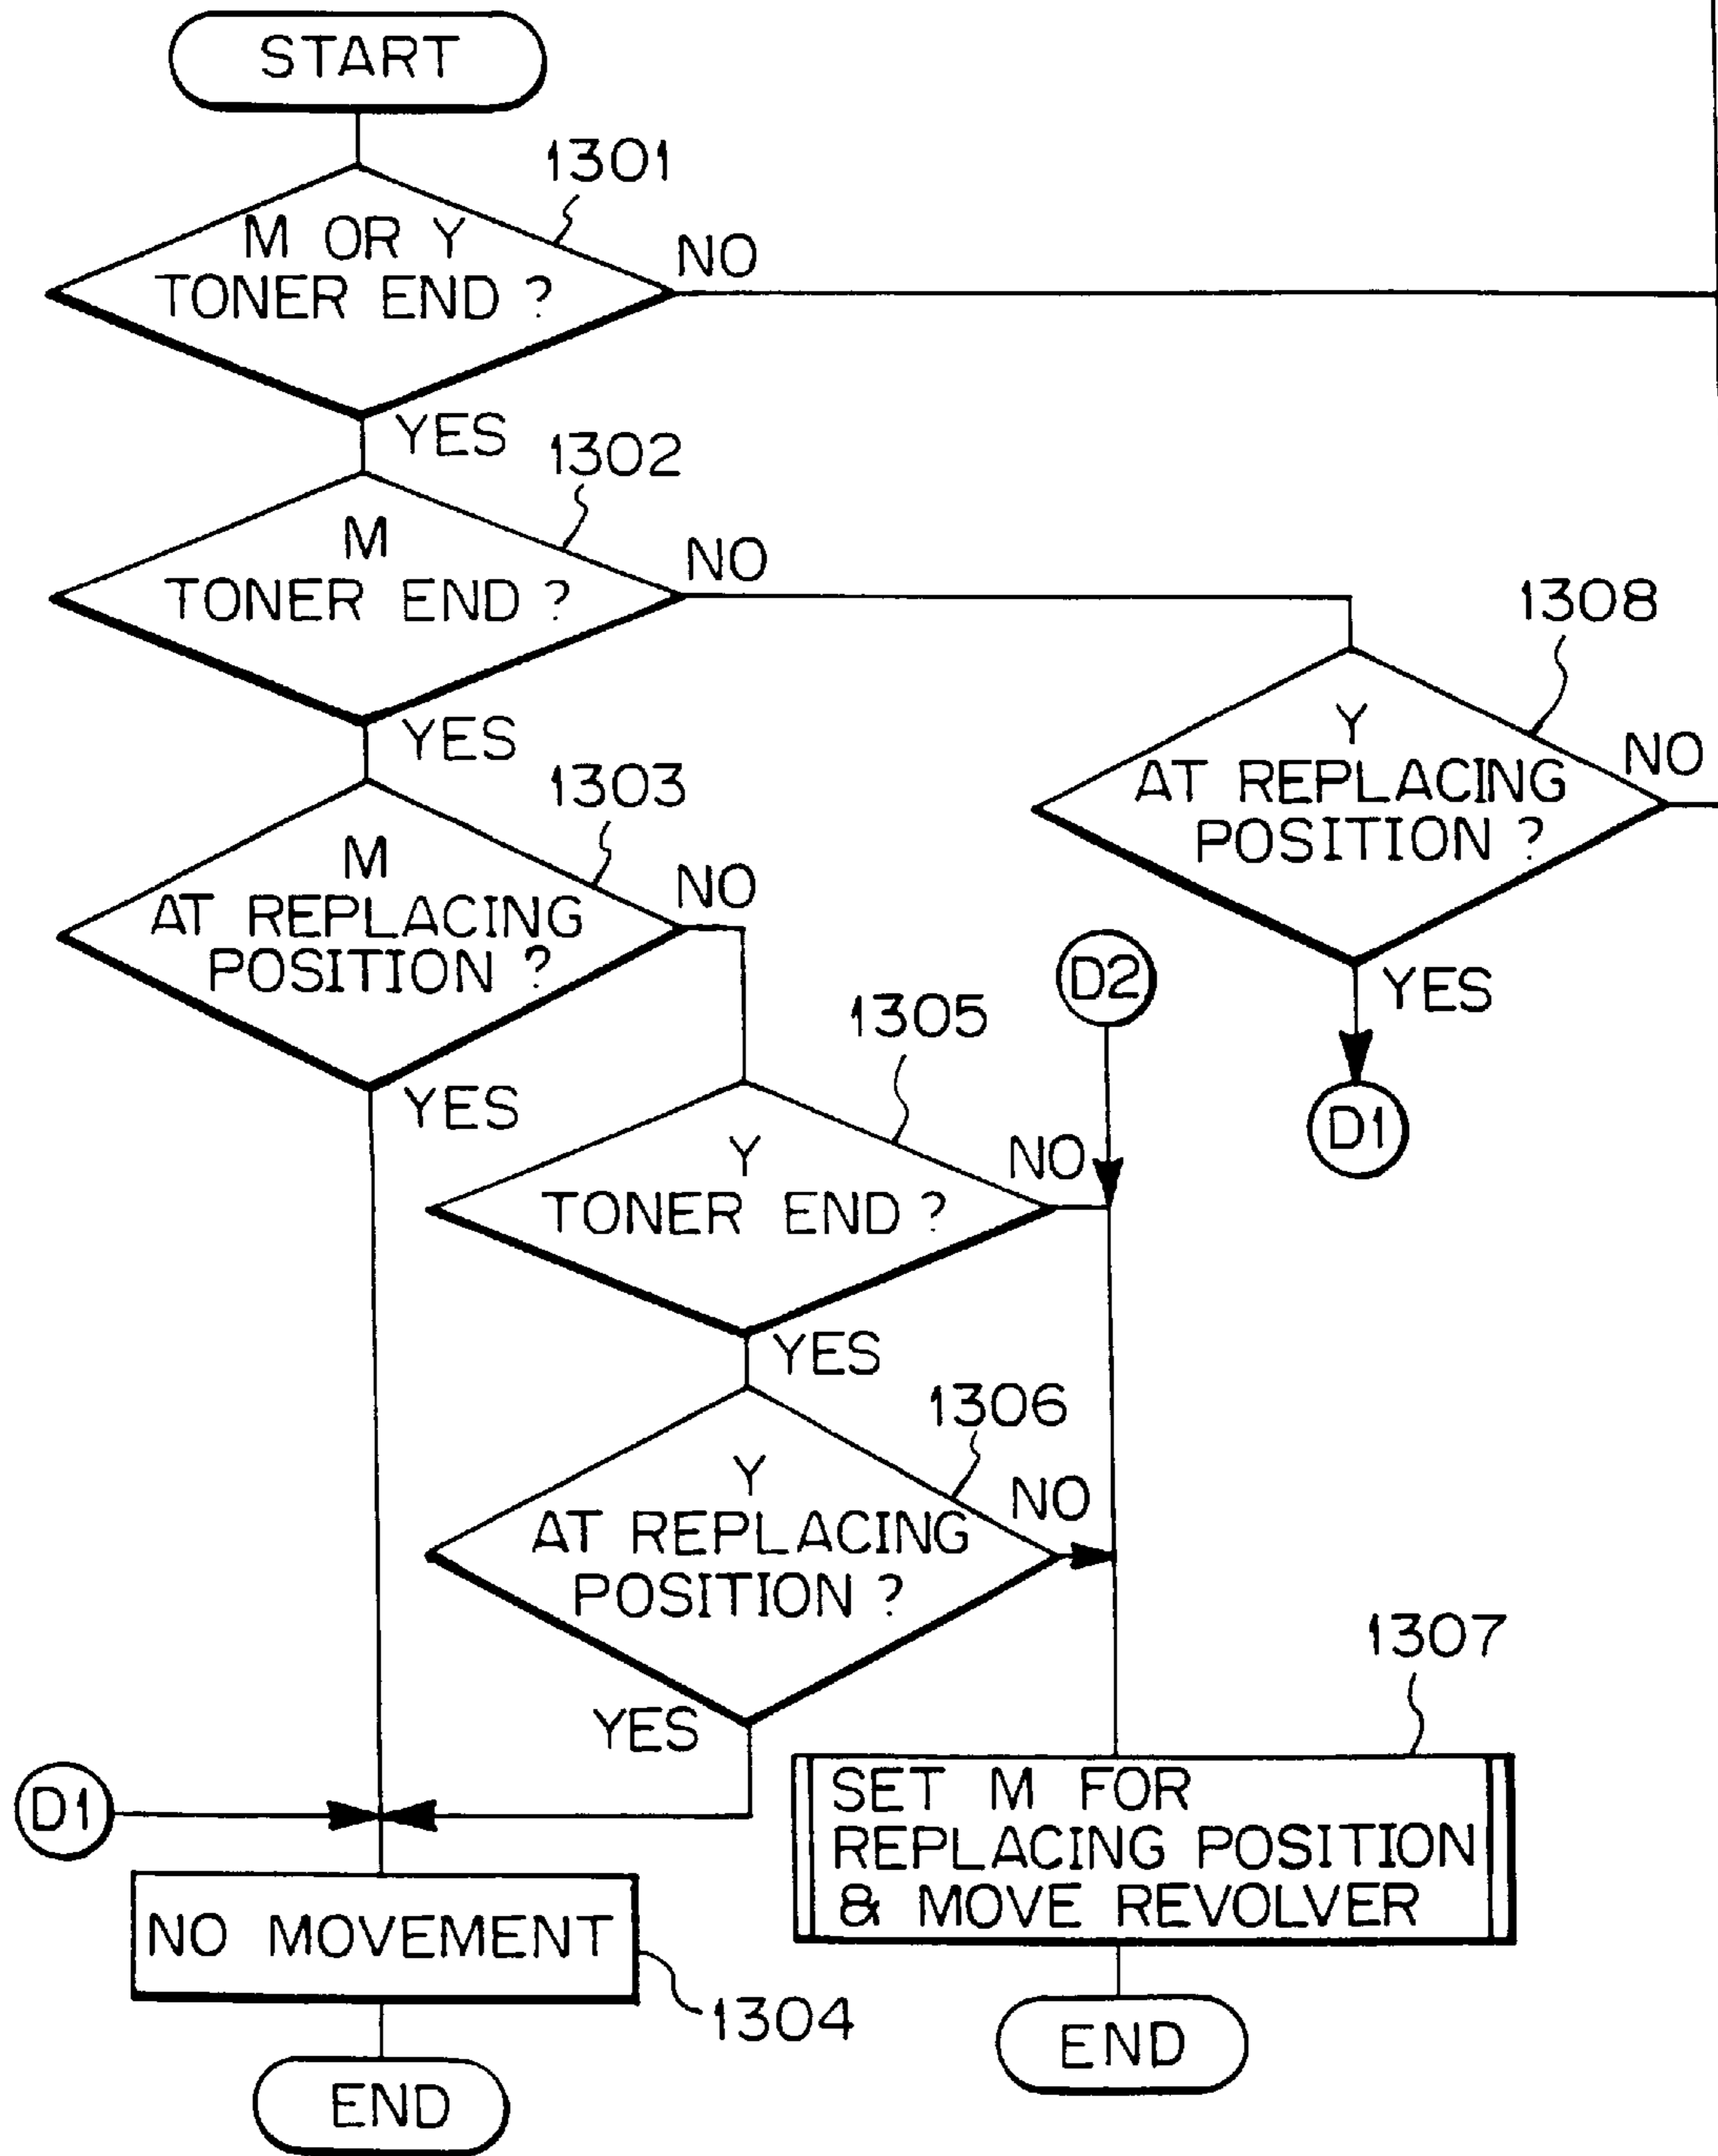 START
1301
M OR Y
TONER END ?
NO
YES
1302
M
TONER END ?
NO
YES
1308
Y
AT REPLACING
POSITION ?
NO
YES
D1
1303
M
AT REPLACING
POSITION ?
NO
YES
D2
1305
Y
TONER END ?
NO
YES
1306
Y
AT REPLACING
POSITION ?
NO
YES
1307
SET M FOR
REPLACING POSITION
& MOVE REVOLVER
END
D1
NO MOVEMENT
1304
END